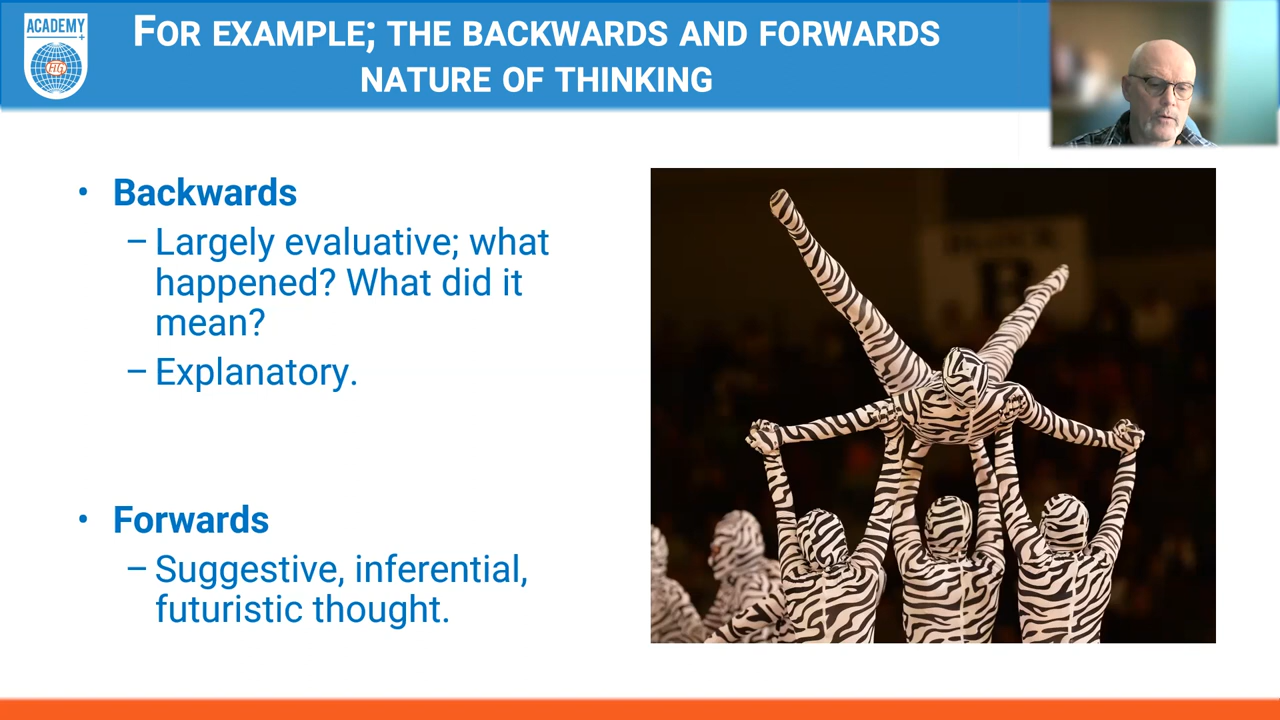 ACADEMY
FIG
FOR EXAMPLE; THE BACKWARDS AND FORWARDS
NATURE OF THINKING
• Backwards
– Largely evaluative; what
happened? What did it
mean?
– Explanatory.
• Forwards
– Suggestive, inferential,
futuristic thought.